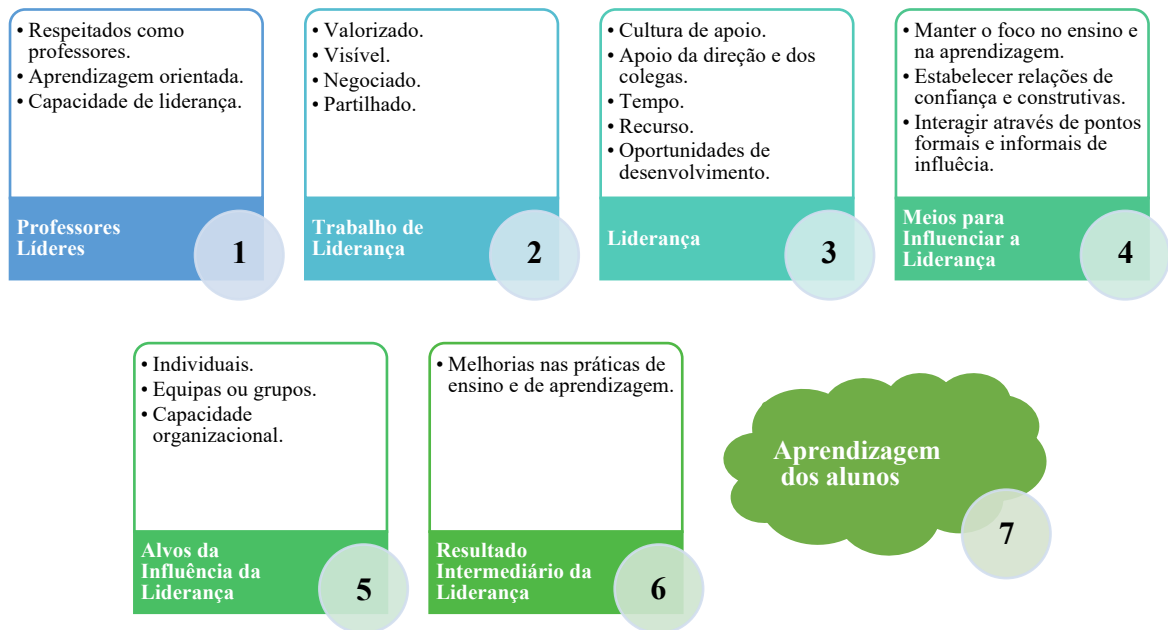 • Respeitados como
professores.
• Aprendizagem orientada.
• Capacidade de liderança.
Professores
Líderes
1
• Valorizado.
• Visível.
• Negociado.
• Partilhado.
Trabalho de
Liderança
2
• Cultura de apoio.
• Apoio da direção e dos
colegas.
• Tempo.
• Recurso.
• Oportunidades de
desenvolvimento.
Liderança
3
• Manter o foco no ensino e
na aprendizagem.
• Estabelecer relações de
confiança e construtivas.
• Interagir através de pontos
formais e informais de
influêcia.
Meios para
Influenciar a
Liderança
4
• Individuais.
• Equipas ou grupos.
• Capacidade
organizacional.
Alvos da
Influência da
Liderança
5
• Melhorias nas práticas de
ensino e de aprendizagem.
Resultado
Intermediário da
Liderança
6
Aprendizagem
dos alunos
7